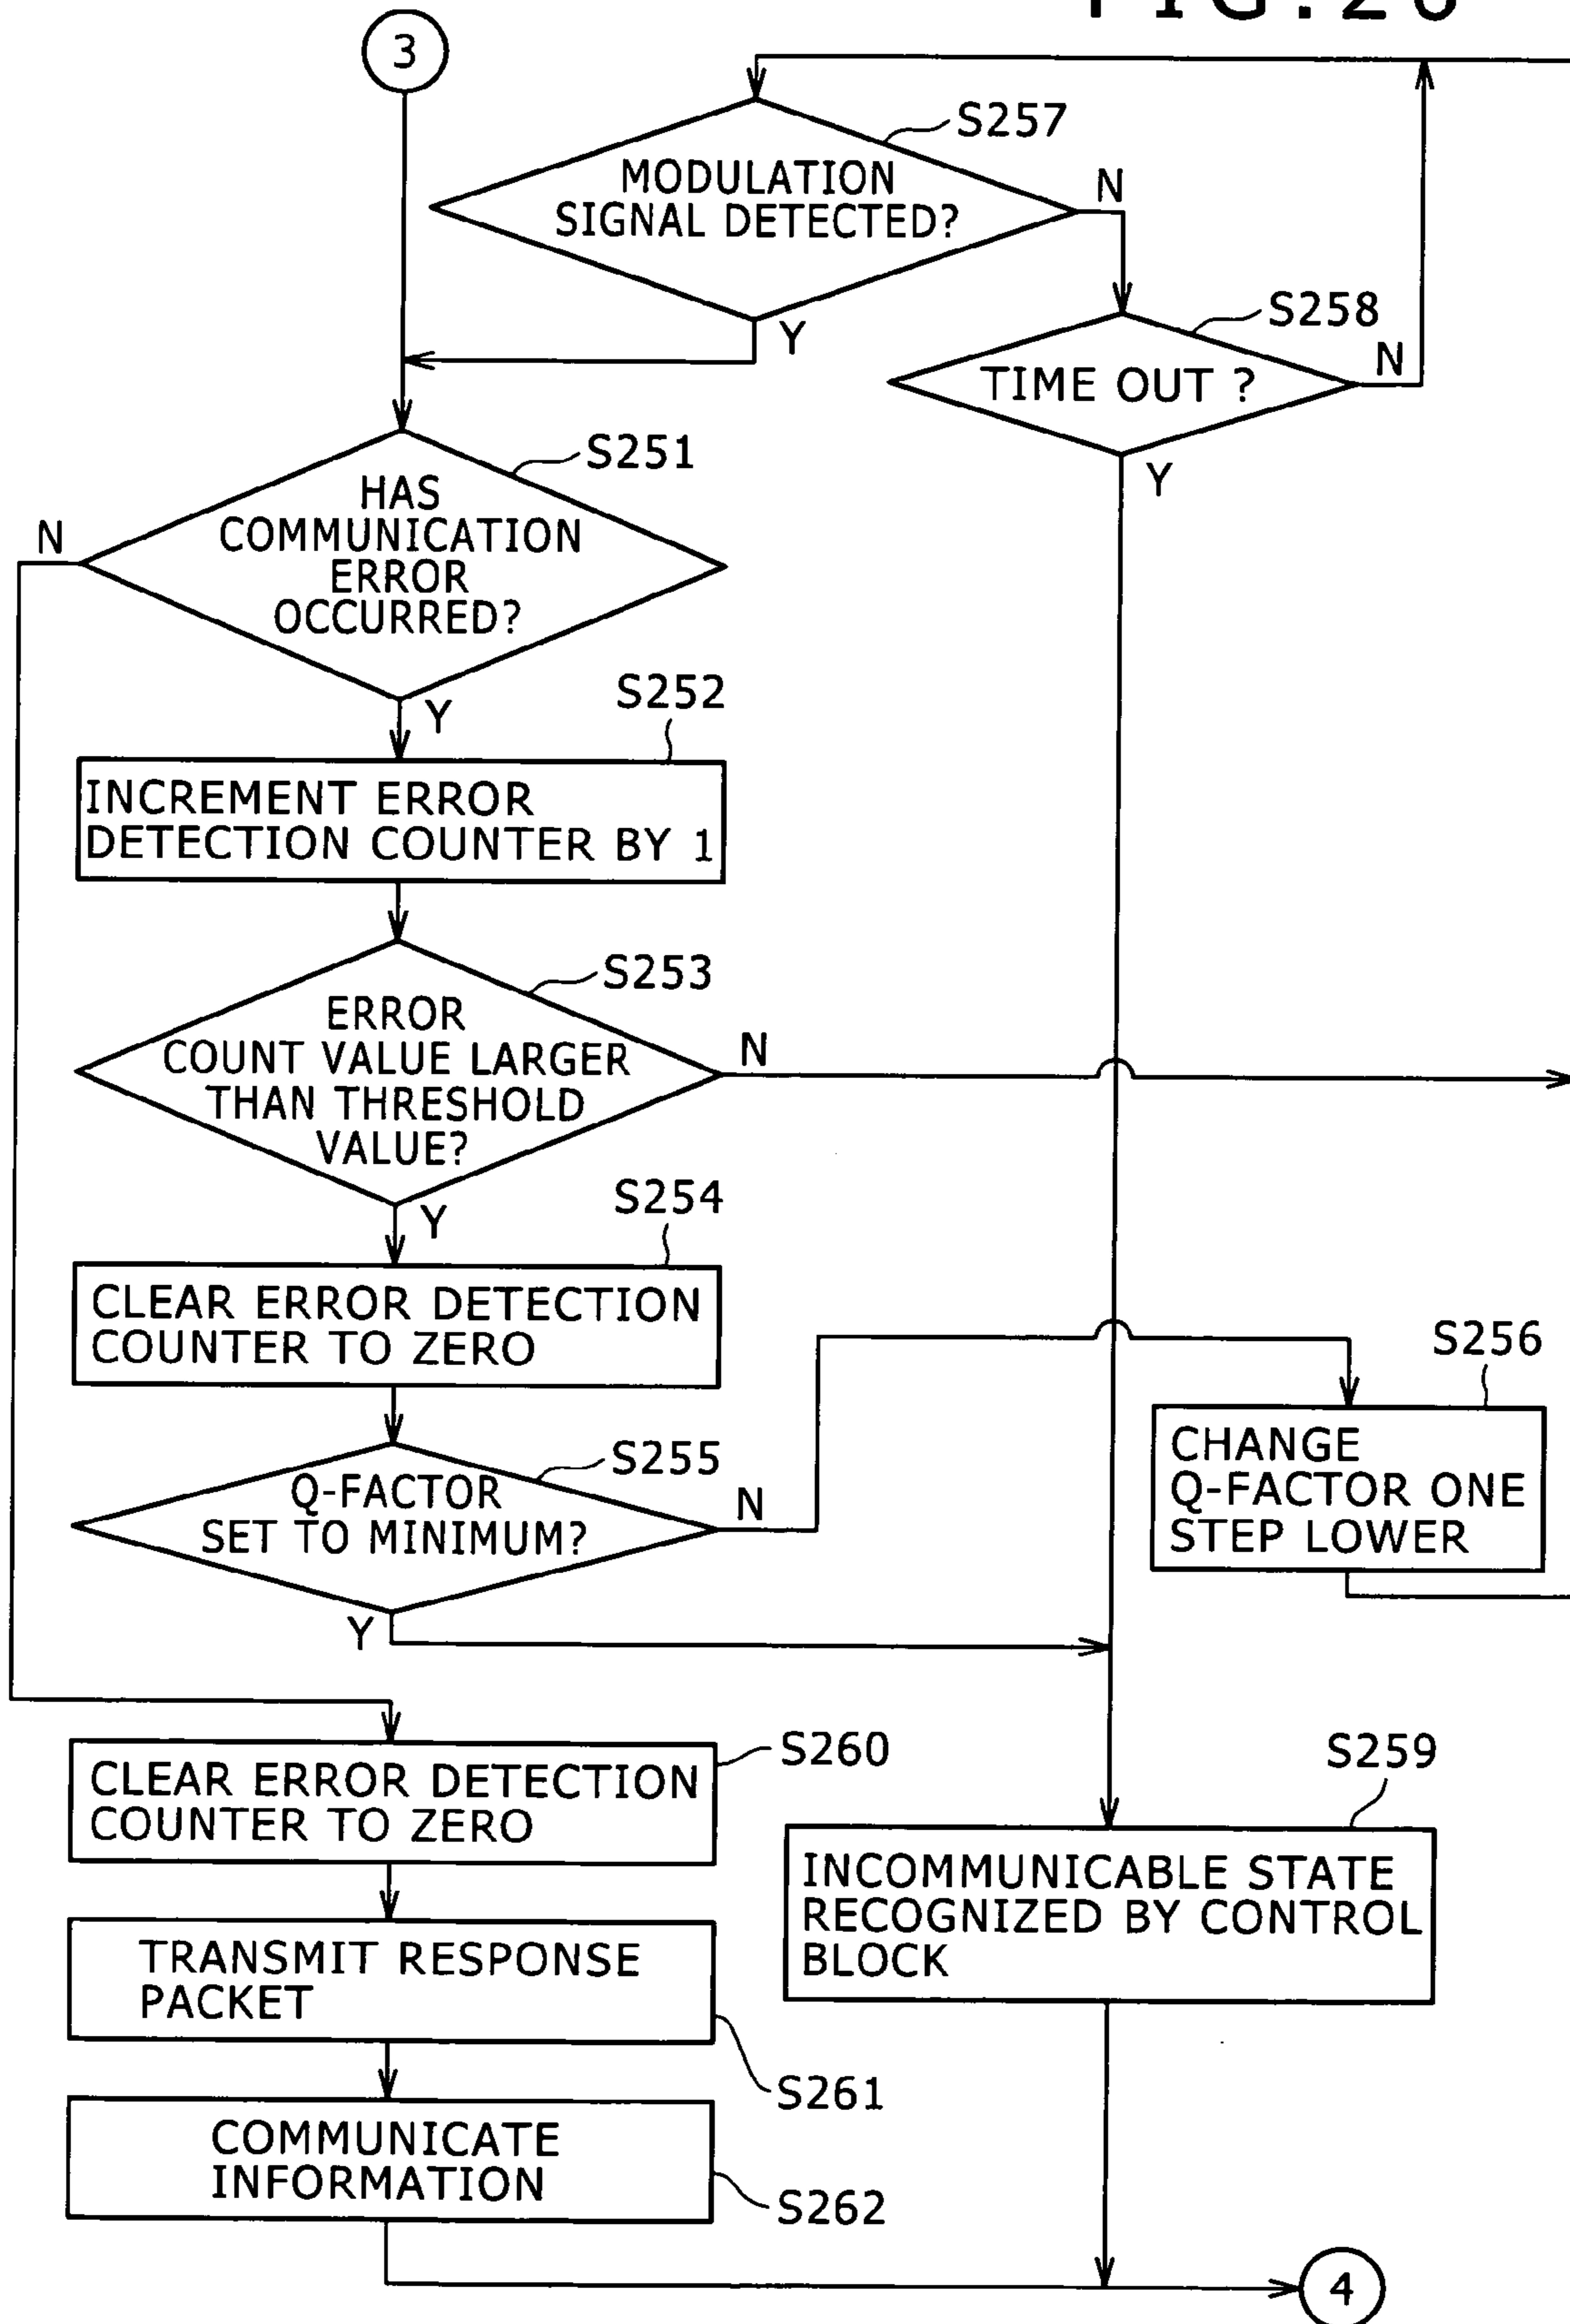 3
S257
MODULATION
SIGNAL DETECTED?
N
Y
S258
TIME OUT ?
N
Y
S251
HAS
COMMUNICATION
ERROR
OCCURRED?
N
Y
S252
INCREMENT ERROR
DETECTION COUNTER BY 1
S253
ERROR
COUNT VALUE LARGER
THAN THRESHOLD
VALUE?
N
Y
S254
CLEAR ERROR DETECTION
COUNTER TO ZERO
S255
Q-FACTOR
SET TO MINIMUM?
N
Y
S256
CHANGE
Q-FACTOR ONE
STEP LOWER
S260
CLEAR ERROR DETECTION
COUNTER TO ZERO
S259
INCOMMUNICABLE STATE
RECOGNIZED BY CONTROL
BLOCK
TRANSMIT RESPONSE
PACKET
S261
COMMUNICATE
INFORMATION
S262
4